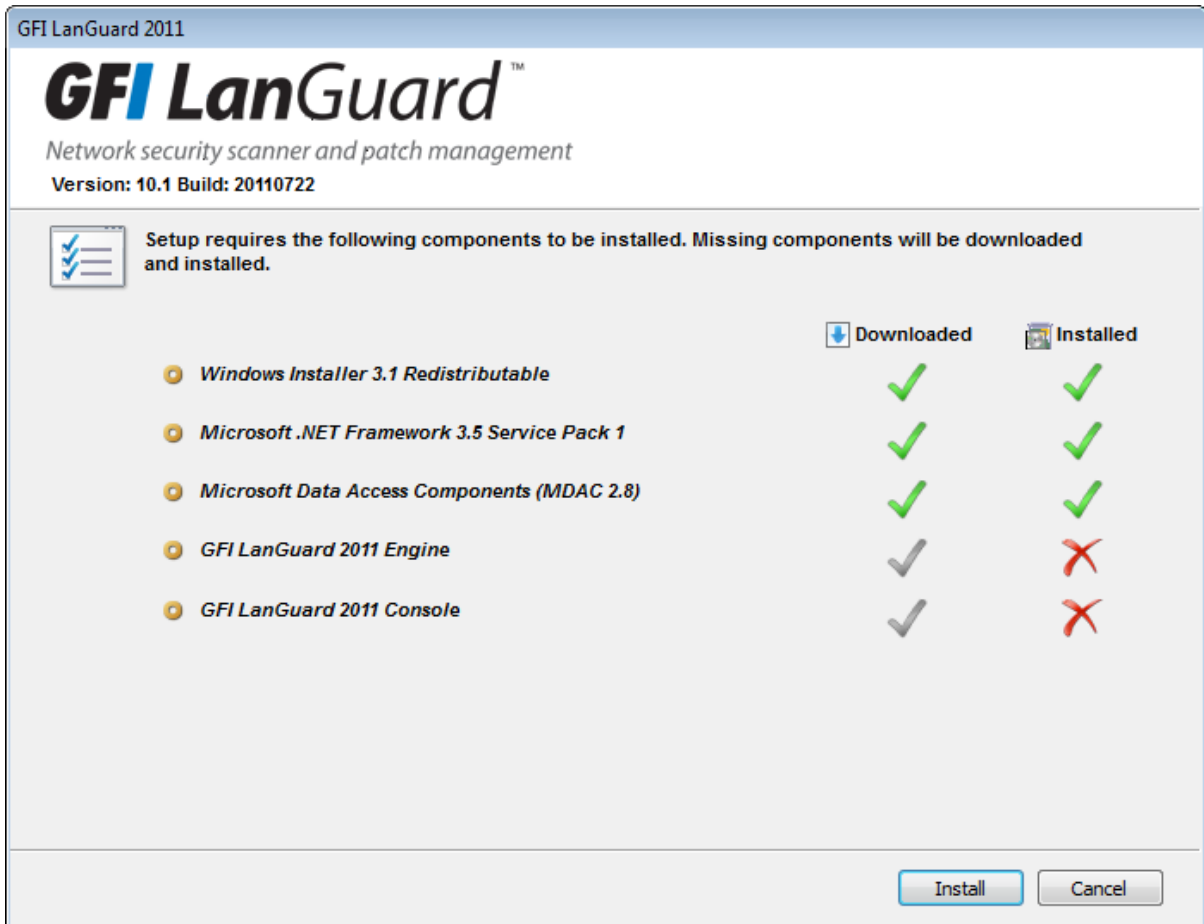 GFI LanGuard 2011
GFI LanGuard™
Network security scanner and patch management
Version: 10.1 Build: 20110722
Setup requires the following components to be installed. Missing components will be downloaded
and installed.
Downloaded Installed
Windows Installer 3.1 Redistributable
Microsoft .NET Framework 3.5 Service Pack 1
Microsoft Data Access Components (MDAC 2.8)
GFI LanGuard 2011 Engine
GFI LanGuard 2011 Console
Install Cancel